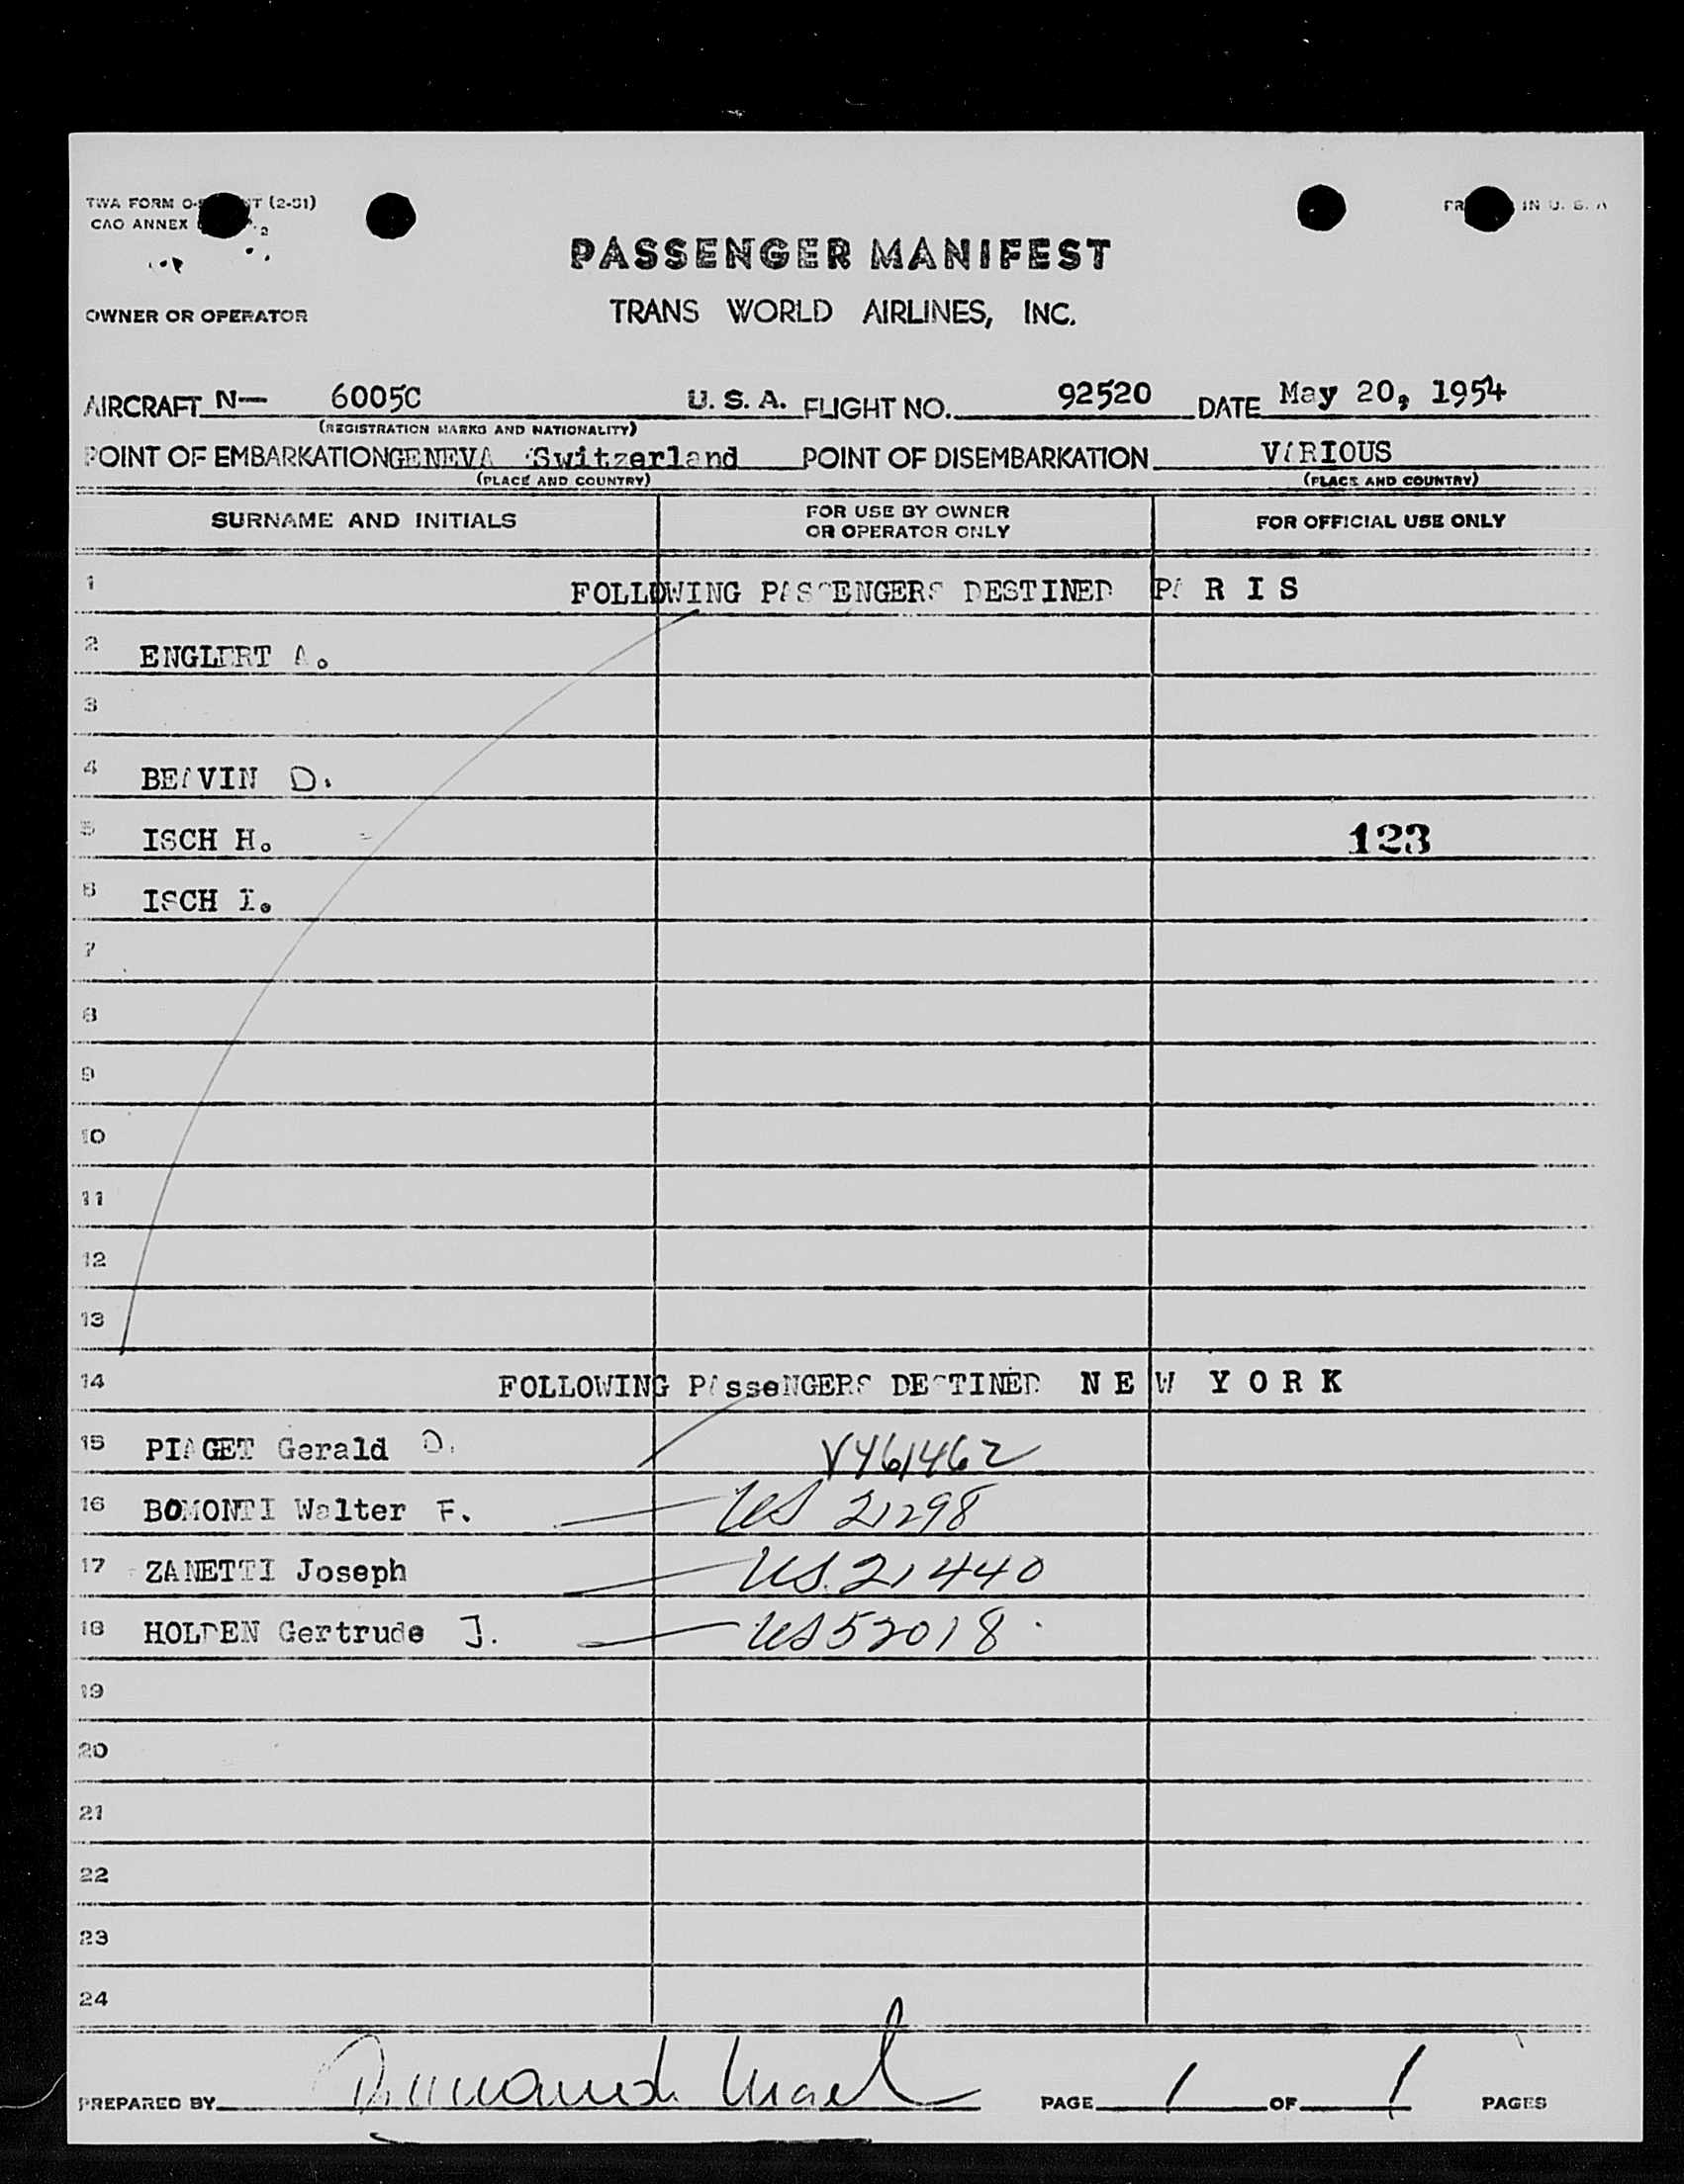 TWA FORM (2-51)
CAO ANNEX
IN U. S. A
PASSENGER MANIFEST
OWNER OR OPERATOR
TRANS WORLD AIRLINES, INC.
AIRCRAFT N— 6005C U. S. A. FLIGHT NO. 92520 DATE May 20, 1954
(REGISTRATION MARKS AND NATIONALITY)
POINT OF EMBARKATION GENEVA Switzerland POINT OF DISEMBARKATION VARIOUS
(PLACE AND COUNTRY) (PLACE AND COUNTRY)
SURNAME AND INITIALS FOR USE BY OWNER OR OPERATOR ONLY FOR OFFICIAL USE ONLY
1 FOLLOWING PASSENGERS DESTINED P A R I S
2 ENGLERT A.
3
4 BEAVIN D.
5 ISCH H. 123
6 ISCH I.
7
8
9
10
11
12
13
14 FOLLOWING PAsseNGERS DESTINED N E W Y O R K
15 PIAGET Gerald D. V461462
16 BOMONTI Walter F. US 21298
17 ZANETTI Joseph US 21440
18 HOLDEN Gertrude J. US 52018
19
20
21
22
23
24
PREPARED BY PAGE 1 OF 1 PAGES